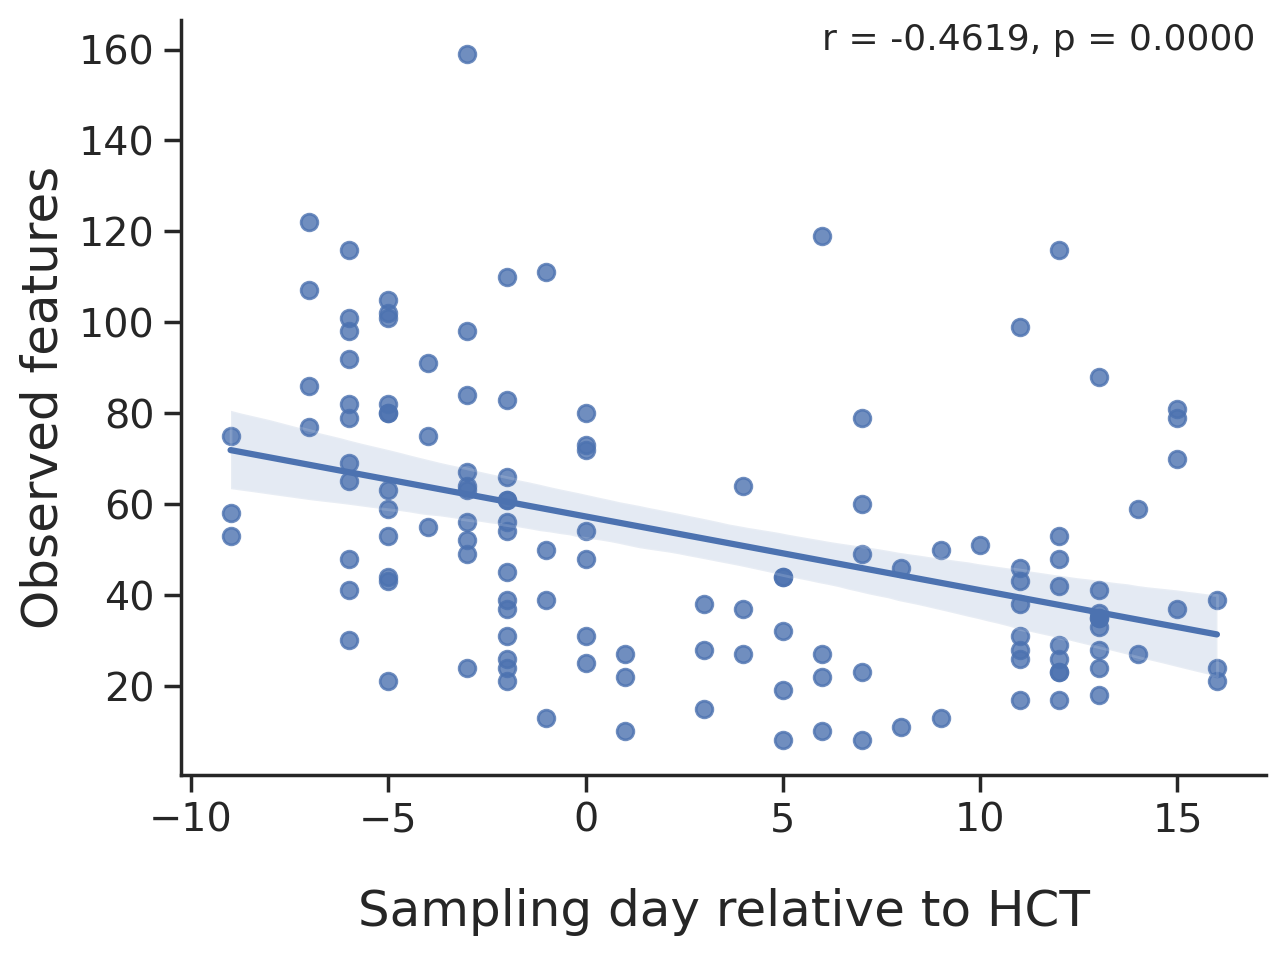 r = -0.4619, p = 0.0000
160
140
120
100
80
60
40
20
Observed features
−10 −5 0 5 10 15
Sampling day relative to HCT